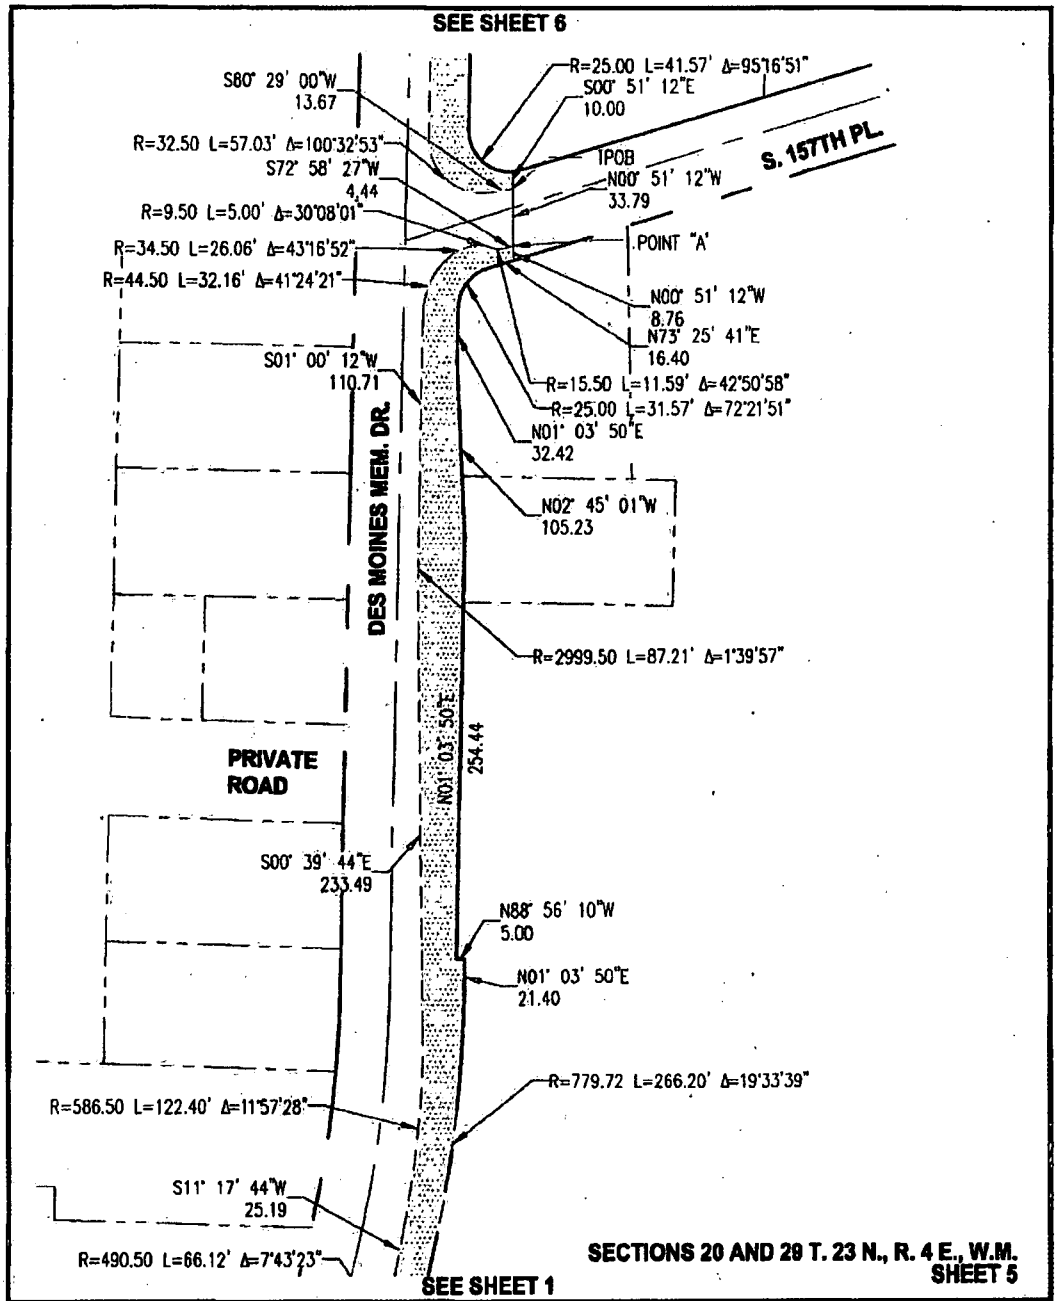 SEE SHEET 6
R=25.00 L=41.57' Δ=95°16'51"
S80° 29' 00"W
13.67
S00° 51' 12"E
10.00
R=32.50 L=57.03' Δ=100°32'53"
TPOB
S. 157TH PL.
S72° 58' 27"W
4.44
N00° 51' 12"W
33.79
R=9.50 L=5.00' Δ=30°08'01"
POINT "A"
R=34.50 L=26.06' Δ=43°16'52"
R=44.50 L=32.16' Δ=41°24'21"
N00° 51' 12"W
8.76
N73° 25' 41"E
16.40
S01° 00' 12"W
110.71
R=15.50 L=11.59' Δ=42°50'58"
R=25.00 L=31.57' Δ=72°21'51"
N01° 03' 50"E
32.42
DES MOINES MEM. DR.
N02° 45' 01"W
105.23
R=2999.50 L=87.21' Δ=1°39'57"
N01° 03' 50"E
254.44
PRIVATE
ROAD
S00° 39' 44"E
233.49
N88° 56' 10"W
5.00
N01° 03' 50"E
21.40
R=779.72 L=266.20' Δ=19°33'39"
R=586.50 L=122.40' Δ=11°57'28"
S11° 17' 44"W
25.19
R=490.50 L=66.12' Δ=7°43'23"
SECTIONS 20 AND 29 T. 23 N., R. 4 E., W.M.
SHEET 5
SEE SHEET 1